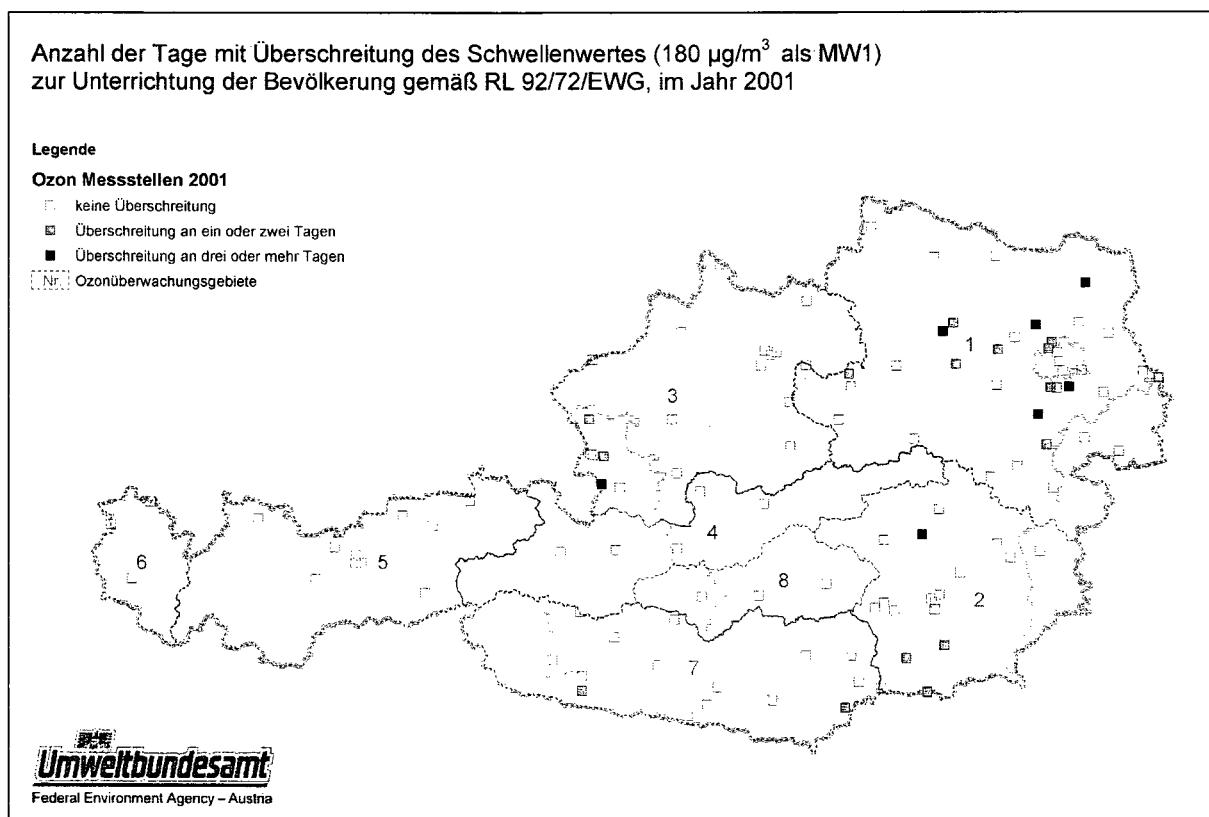 Anzahl der Tage mit Überschreitung des Schwellenwertes (180 µg/m³ als MW1)
zur Unterrichtung der Bevölkerung gemäß RL 92/72/EWG, im Jahr 2001
Legende
Ozon Messstellen 2001
keine Überschreitung
Überschreitung an ein oder zwei Tagen
Überschreitung an drei oder mehr Tagen
Nr. Ozonüberwachungsgebiete
1
3
4
6
5
8
2
7
Umweltbundesamt
Federal Environment Agency – Austria